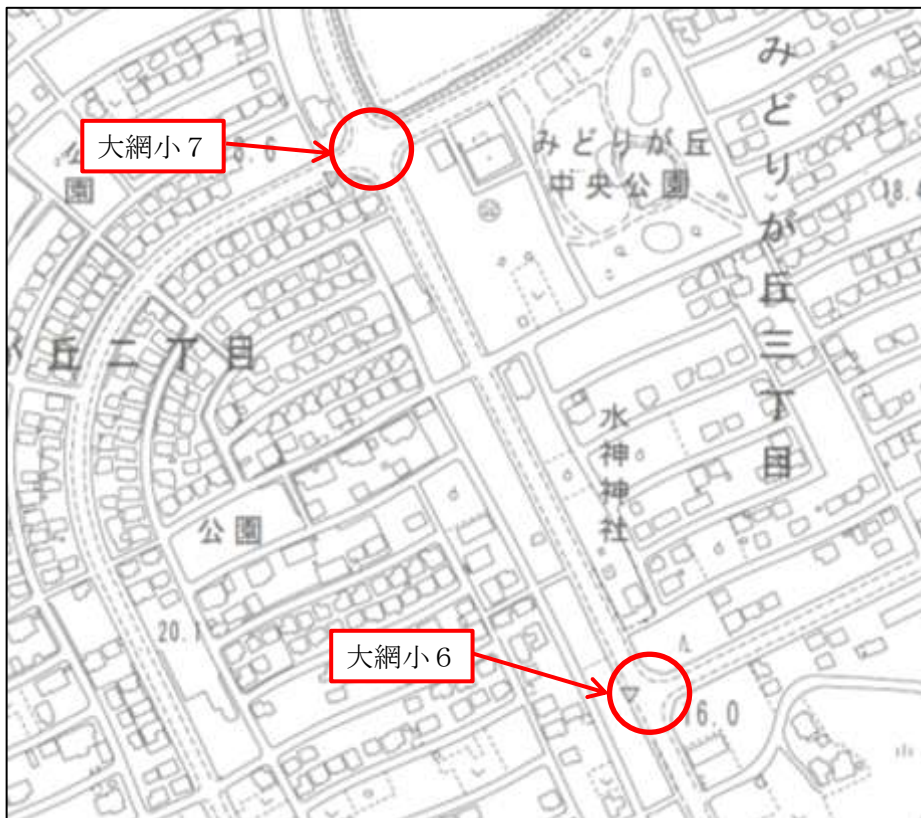 大網小７
公園
みどりが丘
中央公園
みどりが丘三丁目
丘二丁目
水神神社
公園
20.1
大網小６
16.0